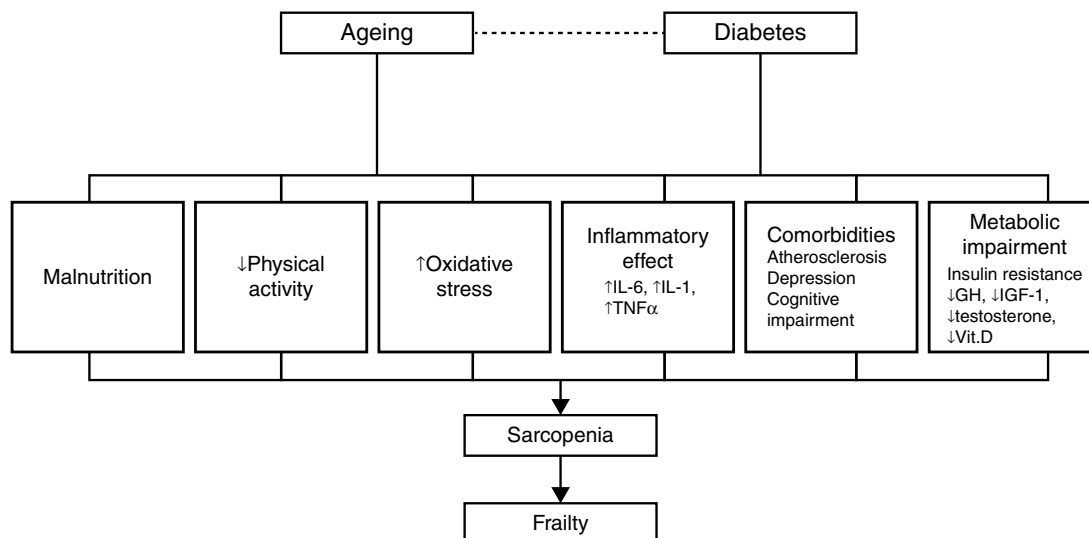 Ageing
Diabetes
Malnutrition
↓Physical
activity
↑Oxidative
stress
Inflammatory
effect
↑IL-6, ↑IL-1,
↑TNFα
Comorbidities
Atherosclerosis
Depression
Cognitive
impairment
Metabolic
impairment
Insulin resistance
↓GH, ↓IGF-1,
↓testosterone,
↓Vit.D
Sarcopenia
Frailty